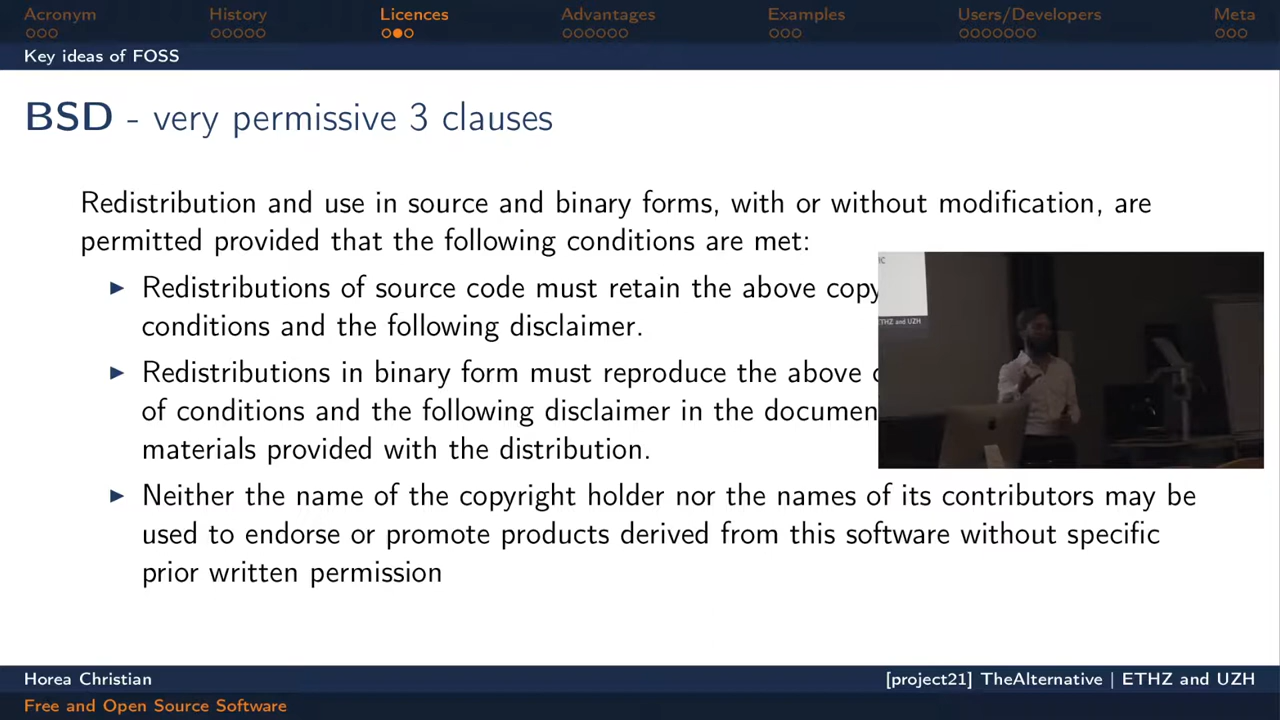 Acronym History Licences Advantages Examples Users/Developers Meta
Key ideas of FOSS
BSD - very permissive 3 clauses
Redistribution and use in source and binary forms, with or without modification, are
permitted provided that the following conditions are met:
Redistributions of source code must retain the above copy
conditions and the following disclaimer.
Redistributions in binary form must reproduce the above
of conditions and the following disclaimer in the documen
materials provided with the distribution.
Neither the name of the copyright holder nor the names of its contributors may be
used to endorse or promote products derived from this software without specific
prior written permission
ETHZ and UZH
Horea Christian [project21] TheAlternative | ETHZ and UZH
Free and Open Source Software